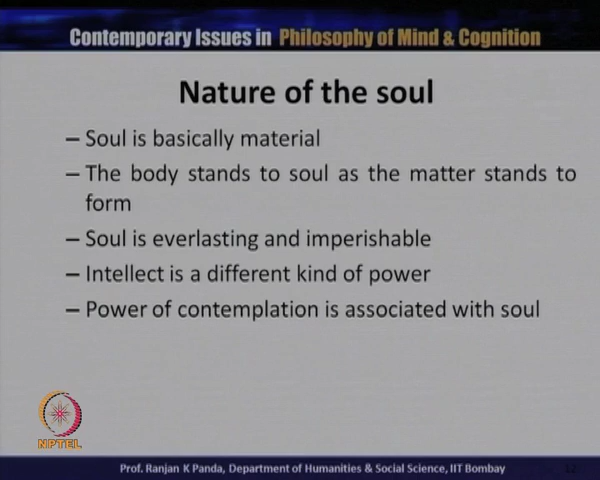 Contemporary Issues in Philosophy of Mind & Cognition
Nature of the soul
– Soul is basically material
– The body stands to soul as the matter stands to
form
– Soul is everlasting and imperishable
– Intellect is a different kind of power
– Power of contemplation is associated with soul
NPTEL
Prof. Ranjan K Panda, Department of Humanities & Social Science, IIT Bombay 12